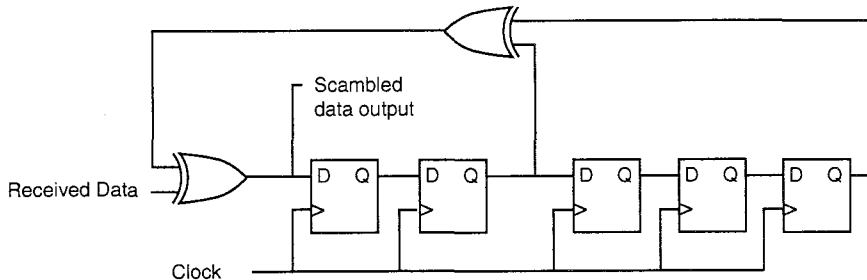 Scambled
data output
D Q
D Q
D Q
D Q
D Q
Received Data
Clock